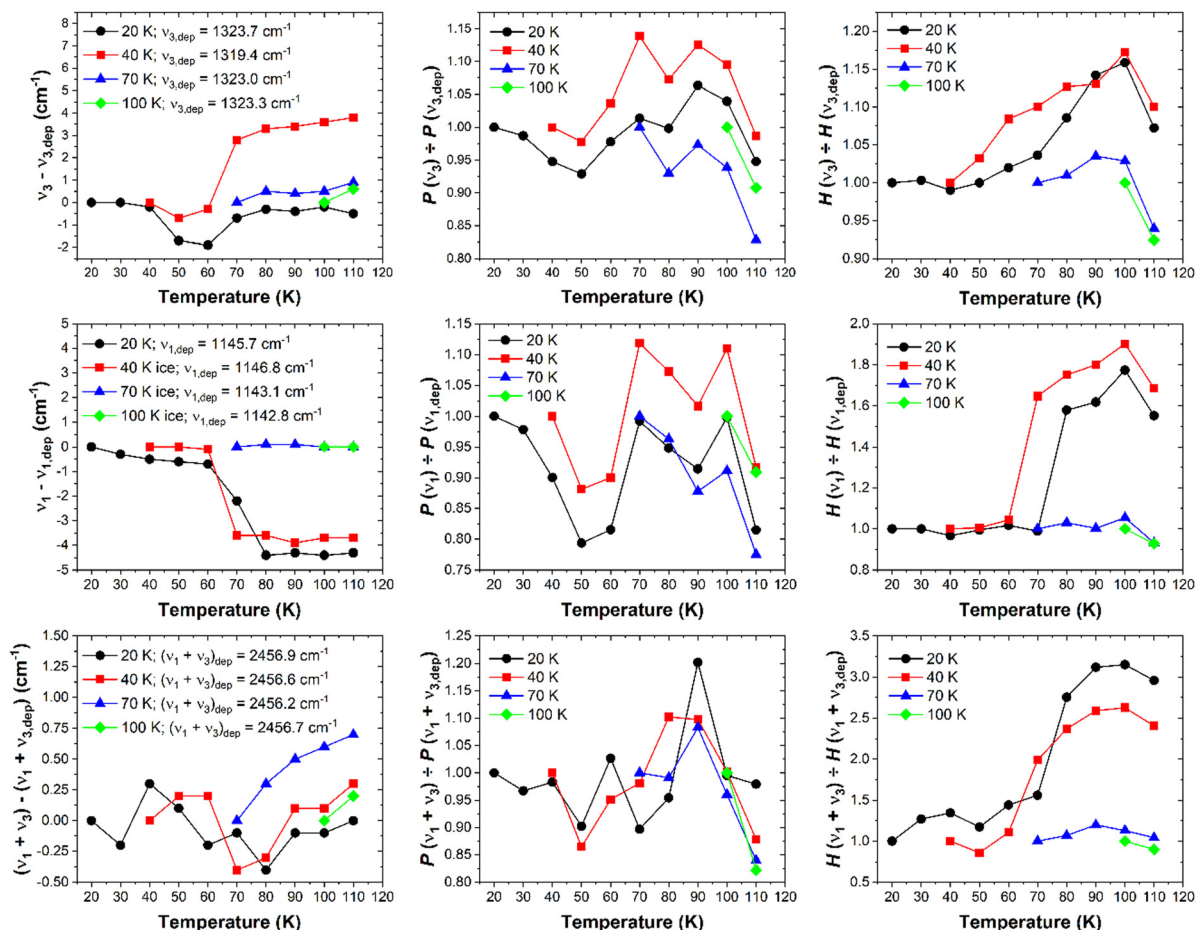 ν3 - ν3,dep (cm-1)
8
7
6
5
4
3
2
1
0
-1
-2
20 K; ν3,dep = 1323.7 cm-1
40 K; ν3,dep = 1319.4 cm-1
70 K; ν3,dep = 1323.0 cm-1
100 K; ν3,dep = 1323.3 cm-1
20 30 40 50 60 70 80 90 100 110 120
Temperature (K)
P (ν3) ÷ P (ν3,dep)
1.15
1.10
1.05
1.00
0.95
0.90
0.85
0.80
20 K
40 K
70 K
100 K
20 30 40 50 60 70 80 90 100 110 120
Temperature (K)
H (ν3) ÷ H (ν3,dep)
1.20
1.15
1.10
1.05
1.00
0.95
0.90
20 K
40 K
70 K
100 K
20 30 40 50 60 70 80 90 100 110 120
Temperature (K)
ν1 - ν1,dep (cm-1)
5
4
3
2
1
0
-1
-2
-3
-4
-5
20 K; ν1,dep = 1145.7 cm-1
40 K ice; ν1,dep = 1146.8 cm-1
70 K ice; ν1,dep = 1143.1 cm-1
100 K ice; ν1,dep = 1142.8 cm-1
20 30 40 50 60 70 80 90 100 110 120
Temperature (K)
P (ν1) ÷ P (ν1,dep)
1.15
1.10
1.05
1.00
0.95
0.90
0.85
0.80
0.75
20 K
40 K
70 K
100 K
20 30 40 50 60 70 80 90 100 110 120
Temperature (K)
H (ν1) ÷ H (ν1,dep)
2.0
1.8
1.6
1.4
1.2
1.0
0.8
20 K
40 K
70 K
100 K
20 30 40 50 60 70 80 90 100 110 120
Temperature (K)
(ν1 + ν3) - (ν1 + ν3,dep) (cm-1)
1.50
1.25
1.00
0.75
0.50
0.25
0.00
-0.25
-0.50
20 K; (ν1 + ν3)dep = 2456.9 cm-1
40 K; (ν1 + ν3)dep = 2456.6 cm-1
70 K; (ν1 + ν3)dep = 2456.2 cm-1
100 K; (ν1 + ν3)dep = 2456.7 cm-1
20 30 40 50 60 70 80 90 100 110 120
Temperature (K)
P (ν1 + ν3) ÷ P (ν1 + ν3,dep)
1.25
1.20
1.15
1.10
1.05
1.00
0.95
0.90
0.85
0.80
20 K
40 K
70 K
100 K
20 30 40 50 60 70 80 90 100 110 120
Temperature (K)
H (ν1 + ν3) ÷ H (ν1 + ν3,dep)
3.5
3.0
2.5
2.0
1.5
1.0
0.5
20 K
40 K
70 K
100 K
20 30 40 50 60 70 80 90 100 110 120
Temperature (K)